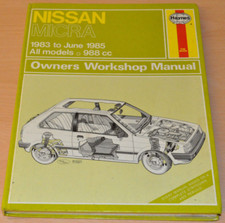 NISSAN
MICRA
Haynes
1983 to June 1985
All models 988 cc
Owners Workshop Manual